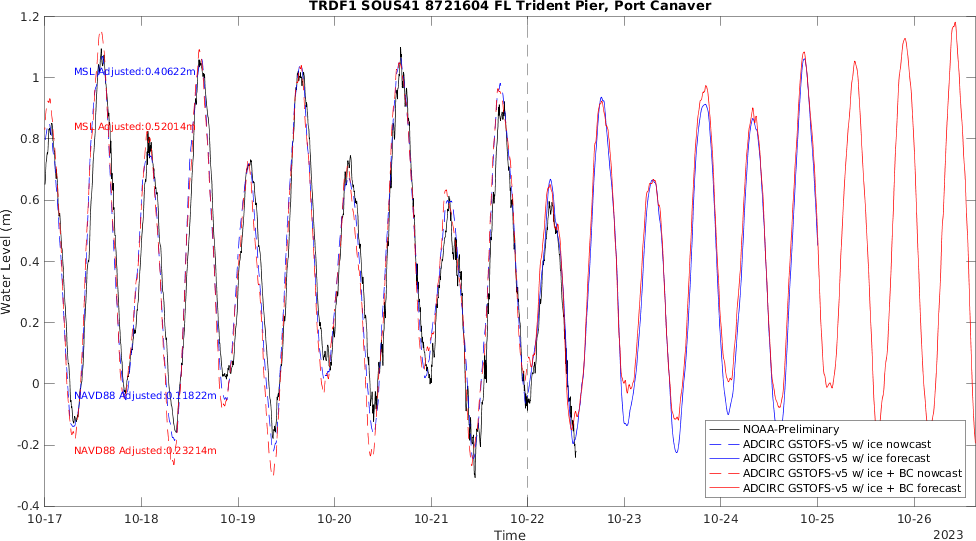 TRDF1 SOUS41 8721604 FL Trident Pier, Port Canaver
1.2
1
0.8
0.6
0.4
0.2
0
-0.2
-0.4
Water Level (m)
MSL Adjusted:0.40622m
MSL Adjusted:0.52014m
NAVD88 Adjusted:0.11822m
NAVD88 Adjusted:0.23214m
NOAA-Preliminary
ADCIRC GSTOFS-v5 w/ ice nowcast
ADCIRC GSTOFS-v5 w/ ice forecast
ADCIRC GSTOFS-v5 w/ ice + BC nowcast
ADCIRC GSTOFS-v5 w/ ice + BC forecast
10-17 10-18 10-19 10-20 10-21 10-22 10-23 10-24 10-25 10-26
Time
2023